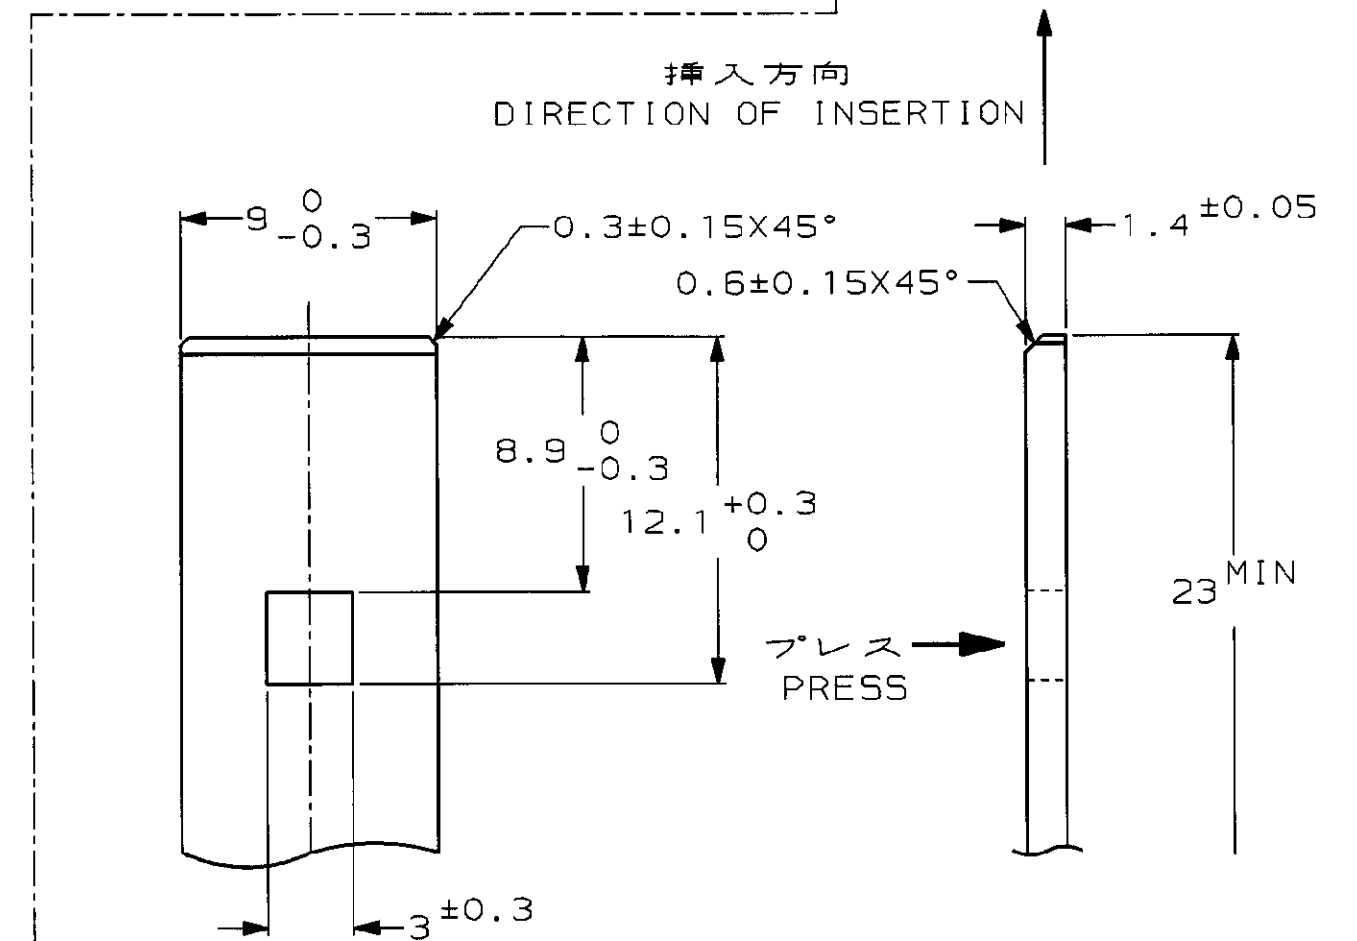 挿入方向
DIRECTION OF INSERTION
9 0 -0.3
0.3±0.15X45°
1.4 ±0.05
0.6±0.15X45°
8.9 0 -0.3
12.1 +0.3 0
23 MIN
プレス
PRESS
3 ±0.3